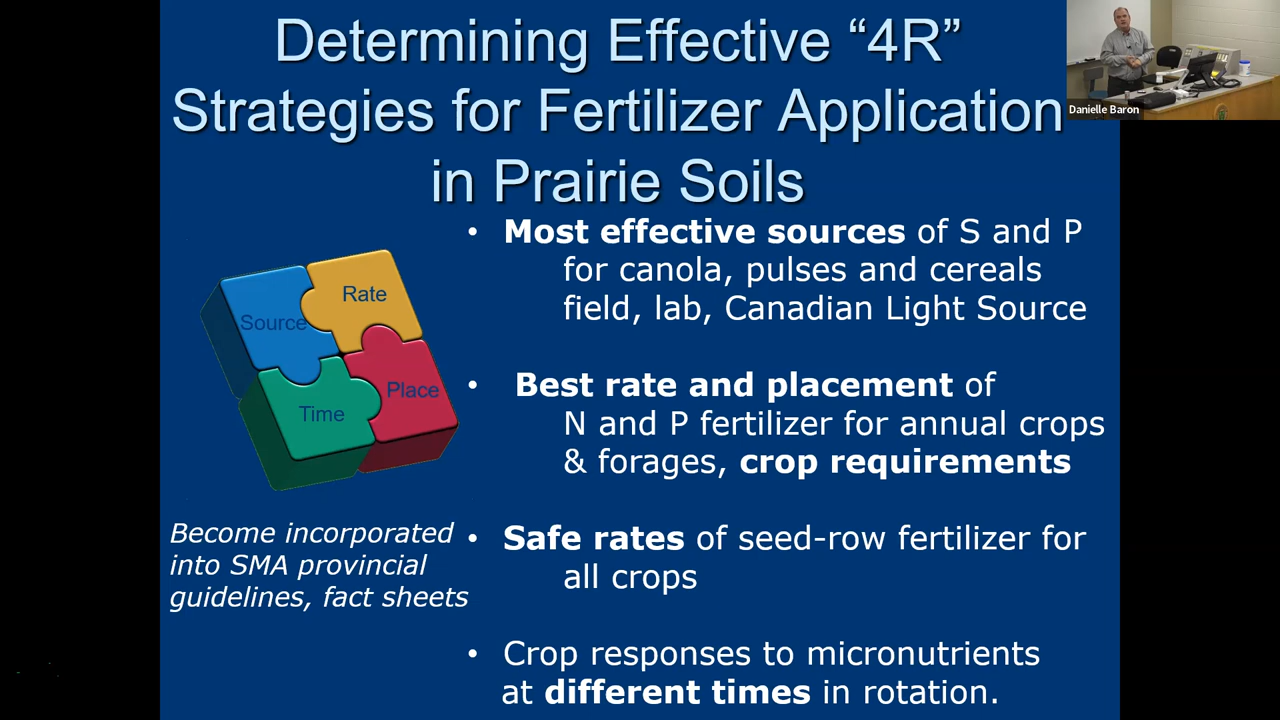 Determining Effective “4R”
Strategies for Fertilizer Application
in Prairie Soils
Danielle Baron
• Most effective sources of S and P
for canola, pulses and cereals
field, lab, Canadian Light Source
• Best rate and placement of
N and P fertilizer for annual crops
& forages, crop requirements
• Safe rates of seed-row fertilizer for
all crops
• Crop responses to micronutrients
at different times in rotation.
Source
Rate
Time
Place
Become incorporated
into SMA provincial
guidelines, fact sheets